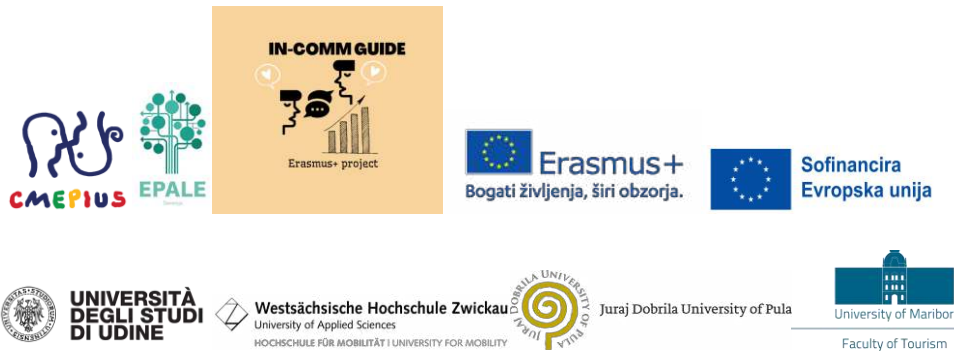 CMEPIUS
EPALE
Slovenija
IN-COMM GUIDE
Erasmus+ project
Erasmus+
Bogati življenja, širi obzorja.
Sofinancira
Evropska unija
UNIVERSITÀ
DEGLI STUDI
DI UDINE
Westsächsische Hochschule Zwickau
University of Applied Sciences
HOCHSCHULE FÜR MOBILITÄT | UNIVERSITY FOR MOBILITY
JURAJ DOBRILA UNIVERSITY OF PULA
Juraj Dobrila University of Pula
University of Maribor
Faculty of Tourism